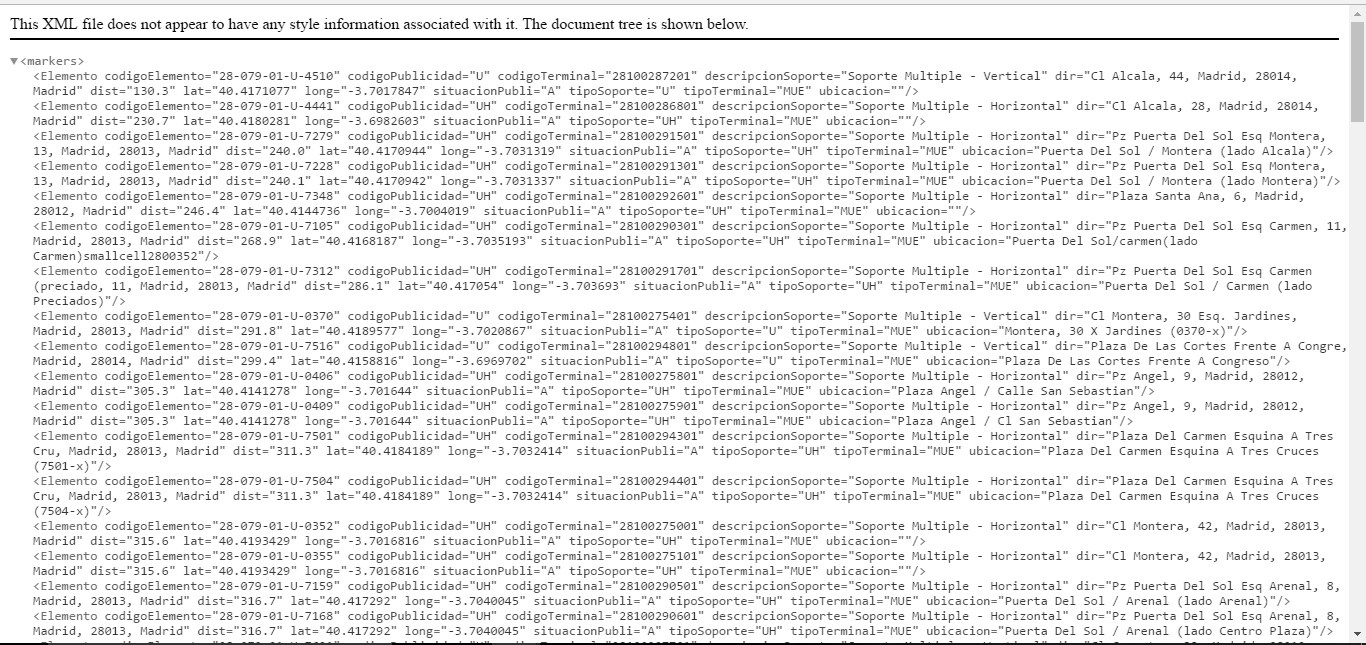 This XML file does not appear to have any style information associated with it. The document tree is shown below.
▼<markers>
<Elemento codigoElemento="28-079-01-U-4510" codigoPublicidad="U" codigoTerminal="28100287201" descripcionSoporte="Soporte Multiple - Vertical" dir="Cl Alcala, 44, Madrid, 28014,
Madrid" dist="130.3" lat="40.4171077" long="-3.7017847" situacionPubli="A" tipoSoporte="U" tipoTerminal="MUE" ubicacion=""/>
<Elemento codigoElemento="28-079-01-U-4441" codigoPublicidad="UH" codigoTerminal="28100286801" descripcionSoporte="Soporte Multiple - Horizontal" dir="Cl Alcala, 28, Madrid, 28014,
Madrid" dist="230.7" lat="40.4180281" long="-3.6982603" situacionPubli="A" tipoSoporte="UH" tipoTerminal="MUE" ubicacion=""/>
<Elemento codigoElemento="28-079-01-U-7279" codigoPublicidad="UH" codigoTerminal="28100291501" descripcionSoporte="Soporte Multiple - Horizontal" dir="Pz Puerta Del Sol Esq Montera,
13, Madrid, 28013, Madrid" dist="240.0" lat="40.4170944" long="-3.7031319" situacionPubli="A" tipoSoporte="UH" tipoTerminal="MUE" ubicacion="Puerta Del Sol / Montera (lado Alcala)"/>
<Elemento codigoElemento="28-079-01-U-7228" codigoPublicidad="UH" codigoTerminal="28100291301" descripcionSoporte="Soporte Multiple - Horizontal" dir="Pz Puerta Del Sol Esq Montera,
13, Madrid, 28013, Madrid" dist="240.1" lat="40.4170942" long="-3.7031337" situacionPubli="A" tipoSoporte="UH" tipoTerminal="MUE" ubicacion="Puerta Del Sol / Montera (lado Montera)"/>
<Elemento codigoElemento="28-079-01-U-7348" codigoPublicidad="UH" codigoTerminal="28100292601" descripcionSoporte="Soporte Multiple - Horizontal" dir="Plaza Santa Ana, 6, Madrid,
28012, Madrid" dist="246.4" lat="40.4144736" long="-3.7004019" situacionPubli="A" tipoSoporte="UH" tipoTerminal="MUE" ubicacion=""/>
<Elemento codigoElemento="28-079-01-U-7105" codigoPublicidad="UH" codigoTerminal="28100290301" descripcionSoporte="Soporte Multiple - Horizontal" dir="Pz Puerta Del Sol Esq Carmen, 11,
Madrid, 28013, Madrid" dist="268.9" lat="40.4168187" long="-3.7035193" situacionPubli="A" tipoSoporte="UH" tipoTerminal="MUE" ubicacion="Puerta Del Sol/carmen(lado
Carmen)smallcell2800352"/>
<Elemento codigoElemento="28-079-01-U-7312" codigoPublicidad="UH" codigoTerminal="28100291701" descripcionSoporte="Soporte Multiple - Horizontal" dir="Pz Puerta Del Sol Esq Carmen
(preciado, 11, Madrid, 28013, Madrid" dist="286.1" lat="40.417054" long="-3.703693" situacionPubli="A" tipoSoporte="UH" tipoTerminal="MUE" ubicacion="Puerta Del Sol / Carmen (lado
Preciados)"/>
<Elemento codigoElemento="28-079-01-U-0370" codigoPublicidad="U" codigoTerminal="28100275401" descripcionSoporte="Soporte Multiple - Vertical" dir="Cl Montera, 30 Esq. Jardines,
Madrid, 28013, Madrid" dist="291.8" lat="40.4189577" long="-3.7020867" situacionPubli="A" tipoSoporte="U" tipoTerminal="MUE" ubicacion="Montera, 30 X Jardines (0370-x)"/>
<Elemento codigoElemento="28-079-01-U-7516" codigoPublicidad="U" codigoTerminal="28100294801" descripcionSoporte="Soporte Multiple - Vertical" dir="Plaza De Las Cortes Frente A Congre,
Madrid, 28014, Madrid" dist="299.4" lat="40.4158816" long="-3.6969702" situacionPubli="A" tipoSoporte="U" tipoTerminal="MUE" ubicacion="Plaza De Las Cortes Frente A Congreso"/>
<Elemento codigoElemento="28-079-01-U-0406" codigoPublicidad="UH" codigoTerminal="28100275801" descripcionSoporte="Soporte Multiple - Horizontal" dir="Pz Angel, 9, Madrid, 28012,
Madrid" dist="305.3" lat="40.4141278" long="-3.701644" situacionPubli="A" tipoSoporte="UH" tipoTerminal="MUE" ubicacion="Plaza Angel / Calle San Sebastian"/>
<Elemento codigoElemento="28-079-01-U-0409" codigoPublicidad="UH" codigoTerminal="28100275901" descripcionSoporte="Soporte Multiple - Horizontal" dir="Pz Angel, 9, Madrid, 28012,
Madrid" dist="305.3" lat="40.4141278" long="-3.701644" situacionPubli="A" tipoSoporte="UH" tipoTerminal="MUE" ubicacion="Plaza Angel / Cl San Sebastian"/>
<Elemento codigoElemento="28-079-01-U-7501" codigoPublicidad="UH" codigoTerminal="28100294301" descripcionSoporte="Soporte Multiple - Horizontal" dir="Plaza Del Carmen Esquina A Tres
Cru, Madrid, 28013, Madrid" dist="311.3" lat="40.4184189" long="-3.7032414" situacionPubli="A" tipoSoporte="UH" tipoTerminal="MUE" ubicacion="Plaza Del Carmen Esquina A Tres Cruces
(7501-x)"/>
<Elemento codigoElemento="28-079-01-U-7504" codigoPublicidad="UH" codigoTerminal="28100294401" descripcionSoporte="Soporte Multiple - Horizontal" dir="Plaza Del Carmen Esquina A Tres
Cru, Madrid, 28013, Madrid" dist="311.3" lat="40.4184189" long="-3.7032414" situacionPubli="A" tipoSoporte="UH" tipoTerminal="MUE" ubicacion="Plaza Del Carmen Esquina A Tres Cruces
(7504-x)"/>
<Elemento codigoElemento="28-079-01-U-0352" codigoPublicidad="UH" codigoTerminal="28100275001" descripcionSoporte="Soporte Multiple - Horizontal" dir="Cl Montera, 42, Madrid, 28013,
Madrid" dist="315.6" lat="40.4193429" long="-3.7016816" situacionPubli="A" tipoSoporte="UH" tipoTerminal="MUE" ubicacion=""/>
<Elemento codigoElemento="28-079-01-U-0355" codigoPublicidad="UH" codigoTerminal="28100275101" descripcionSoporte="Soporte Multiple - Horizontal" dir="Cl Montera, 42, Madrid, 28013,
Madrid" dist="315.6" lat="40.4193429" long="-3.7016816" situacionPubli="A" tipoSoporte="UH" tipoTerminal="MUE" ubicacion=""/>
<Elemento codigoElemento="28-079-01-U-7159" codigoPublicidad="UH" codigoTerminal="28100290501" descripcionSoporte="Soporte Multiple - Horizontal" dir="Pz Puerta Del Sol Esq Arenal, 8,
Madrid, 28013, Madrid" dist="316.7" lat="40.417292" long="-3.7040045" situacionPubli="A" tipoSoporte="UH" tipoTerminal="MUE" ubicacion="Puerta Del Sol / Arenal (lado Arenal)"/>
<Elemento codigoElemento="28-079-01-U-7168" codigoPublicidad="UH" codigoTerminal="28100290601" descripcionSoporte="Soporte Multiple - Horizontal" dir="Pz Puerta Del Sol Esq Arenal, 8,
Madrid, 28013, Madrid" dist="316.7" lat="40.417292" long="-3.7040045" situacionPubli="A" tipoSoporte="UH" tipoTerminal="MUE" ubicacion="Puerta Del Sol / Arenal (lado Centro Plaza)"/>